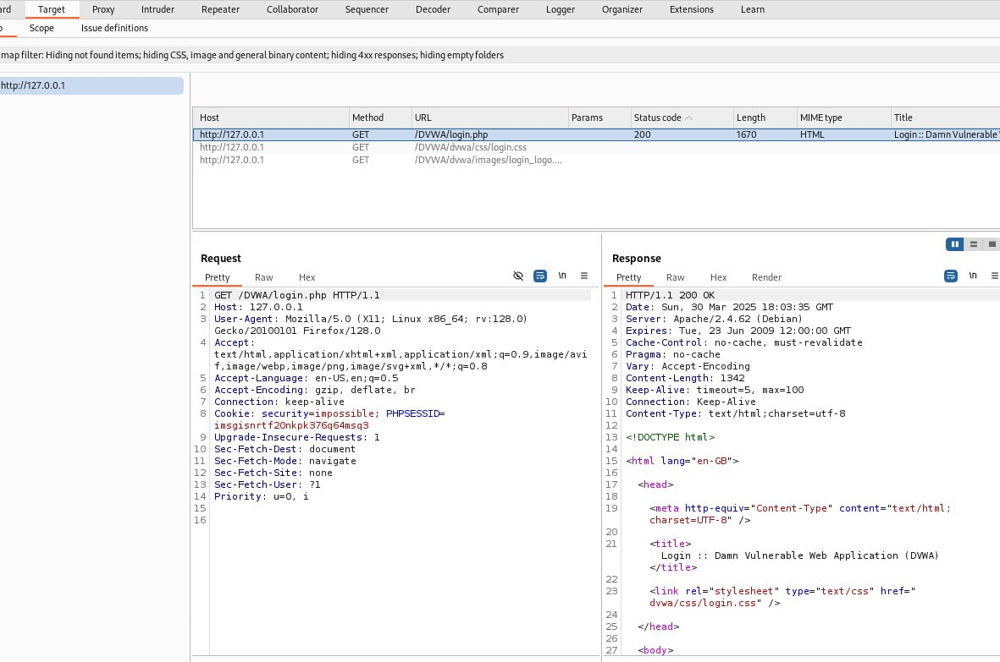 ard Target Proxy Intruder Repeater Collaborator Sequencer Decoder Comparer Logger Organizer Extensions Learn
Scope Issue definitions
map filter: Hiding not found items; hiding CSS, image and general binary content; hiding 4xx responses; hiding empty folders
http://127.0.0.1
Host Method URL Params Status code Length MIME type Title
http://127.0.0.1 GET /DVWA/login.php 200 1670 HTML Login :: Damn Vulnerable
http://127.0.0.1 GET /DVWA/dvwa/css/login.css
http://127.0.0.1 GET /DVWA/dvwa/images/login_logo....
Request
Pretty Raw Hex \n
1 GET /DVWA/login.php HTTP/1.1
2 Host: 127.0.0.1
3 User-Agent: Mozilla/5.0 (X11; Linux x86_64; rv:128.0)
Gecko/20100101 Firefox/128.0
4 Accept:
text/html,application/xhtml+xml,application/xml;q=0.9,image/avi
f,image/webp,image/png,image/svg+xml,*/*;q=0.8
5 Accept-Language: en-US,en;q=0.5
6 Accept-Encoding: gzip, deflate, br
7 Connection: keep-alive
8 Cookie: security=impossible; PHPSESSID=
imsgisnrtf20nkpk376q64msq3
9 Upgrade-Insecure-Requests: 1
10 Sec-Fetch-Dest: document
11 Sec-Fetch-Mode: navigate
12 Sec-Fetch-Site: none
13 Sec-Fetch-User: ?1
14 Priority: u=0, i
15
16
Response
Pretty Raw Hex Render \n
1 HTTP/1.1 200 OK
2 Date: Sun, 30 Mar 2025 18:03:35 GMT
3 Server: Apache/2.4.62 (Debian)
4 Expires: Tue, 23 Jun 2009 12:00:00 GMT
5 Cache-Control: no-cache, must-revalidate
6 Pragma: no-cache
7 Vary: Accept-Encoding
8 Content-Length: 1342
9 Keep-Alive: timeout=5, max=100
10 Connection: Keep-Alive
11 Content-Type: text/html;charset=utf-8
12
13 <!DOCTYPE html>
14
15 <html lang="en-GB">
16
17 <head>
18
19 <meta http-equiv="Content-Type" content="text/html;
charset=UTF-8" />
20
21 <title>
Login :: Damn Vulnerable Web Application (DVWA)
</title>
22
23 <link rel="stylesheet" type="text/css" href="
dvwa/css/login.css" />
24
25 </head>
26
27 <body>